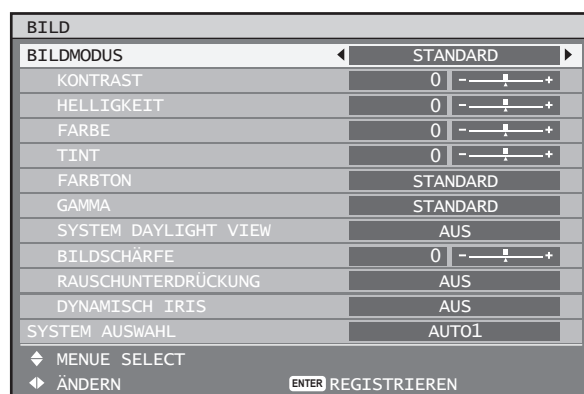 BILD
BILDMODUS STANDARD
KONTRAST 0 - +
HELLIGKEIT 0 - +
FARBE 0 - +
TINT 0 - +
FARBTON STANDARD
GAMMA STANDARD
SYSTEM DAYLIGHT VIEW AUS
BILDSCHÄRFE 0 - +
RAUSCHUNTERDRÜCKUNG AUS
DYNAMISCH IRIS AUS
SYSTEM AUSWAHL AUTO1
MENUE SELECT
ÄNDERN ENTER REGISTRIEREN